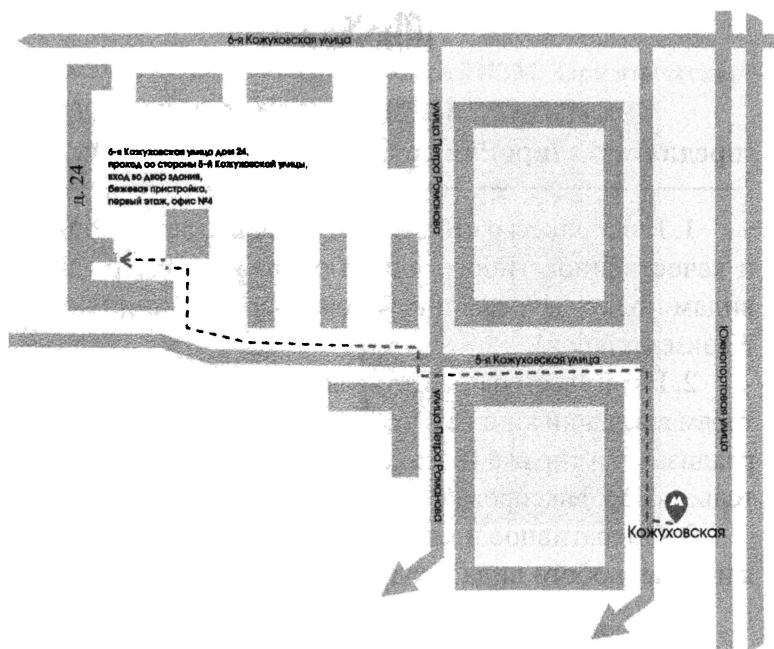 6-я Кожуховская улица
д. 24
6-я Кожуховская улица дом 24,
проход со стороны 5-й Кожуховской улицы,
вход во двор здания,
бежевая пристройка,
первый этаж, офис №4
улица Петра Романова
5-я Кожуховская улица
улица Петра Романова
Южнопортовая улица
М
Кожуховская